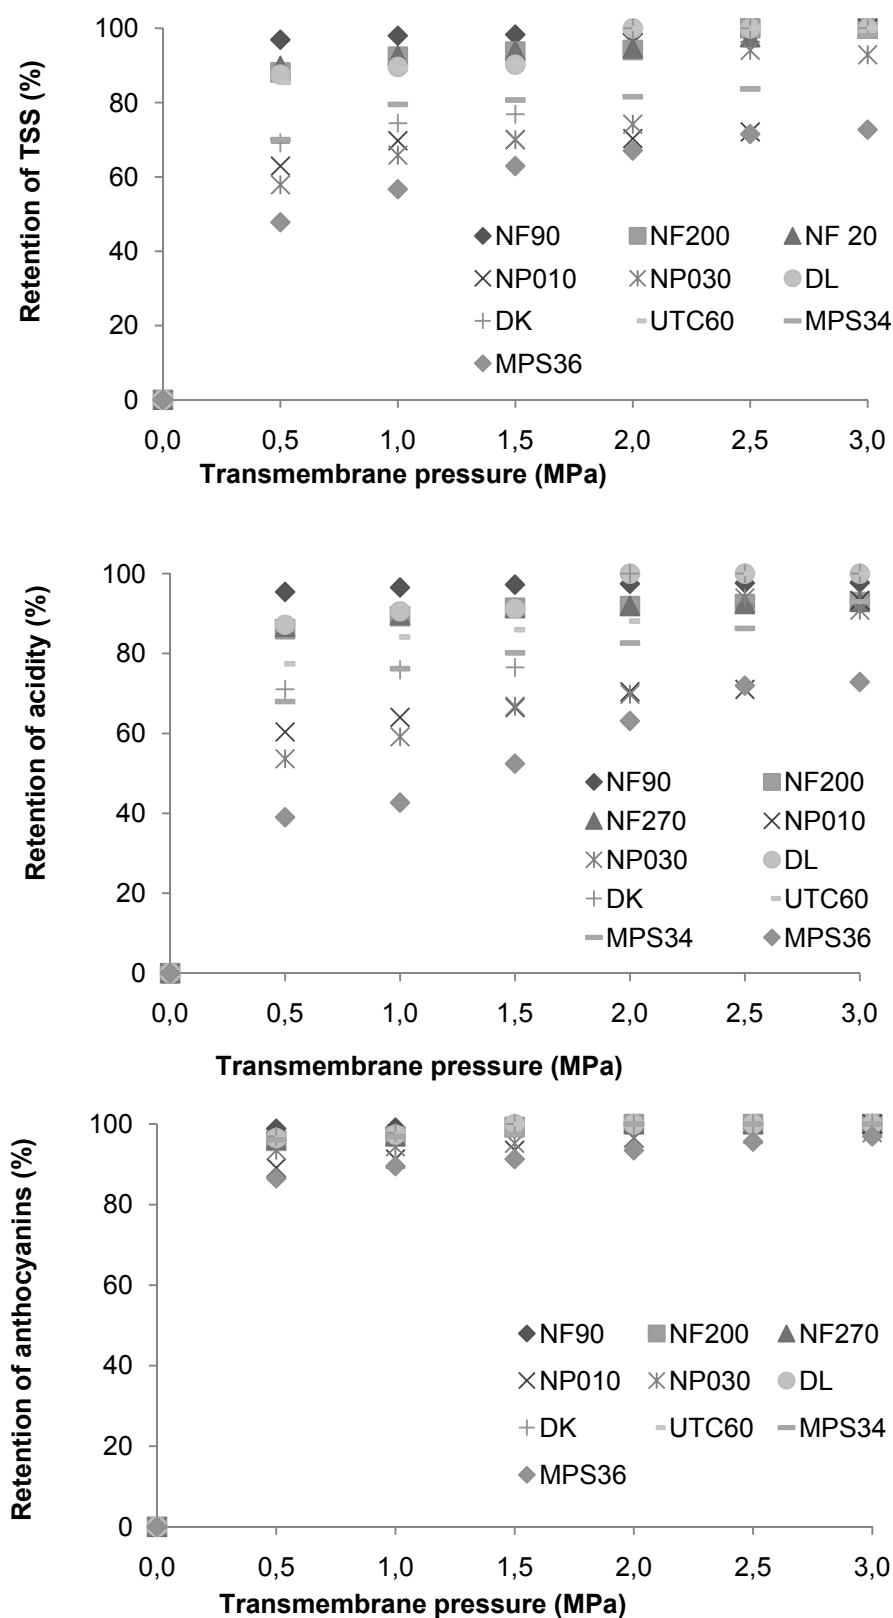 Retention of TSS (%)
100
80
60
40
20
0
NF90 NF200 NF 20
NP010 NP030 DL
DK UTC60 MPS34
MPS36
0,0 0,5 1,0 1,5 2,0 2,5 3,0
Transmembrane pressure (MPa)
Retention of acidity (%)
100
80
60
40
20
0
NF90 NF200
NF270 NP010
NP030 DL
DK UTC60
MPS34 MPS36
0,0 0,5 1,0 1,5 2,0 2,5 3,0
Transmembrane pressure (MPa)
Retention of anthocyanins (%)
100
80
60
40
20
0
NF90 NF200 NF270
NP010 NP030 DL
DK UTC60 MPS34
MPS36
0,0 0,5 1,0 1,5 2,0 2,5 3,0
Transmembrane pressure (MPa)